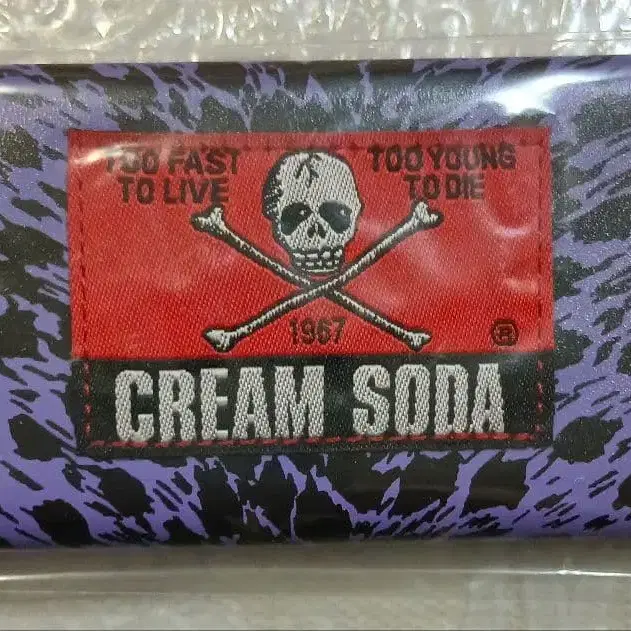 TOO FAST
TO LIVE
TOO YOUNG
TO DIE
1967
®
CREAM SODA